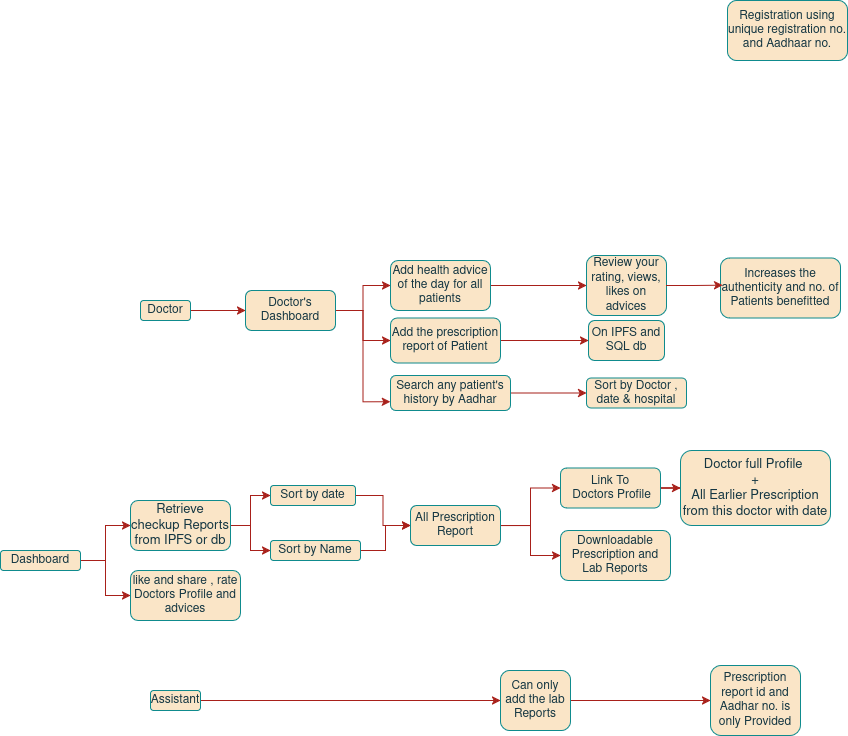 Registration using
unique registration no.
and Aadhaar no.
Doctor
Doctor's
Dashboard
Add health advice
of the day for all
patients
Review your
rating, views,
likes on
advices
Increases the
authenticity and no. of
Patients benefitted
Add the prescription
report of Patient
On IPFS and
SQL db
Search any patient's
history by Aadhar
Sort by Doctor ,
date & hospital
Dashboard
Retrieve
checkup Reports
from IPFS or db
like and share , rate
Doctors Profile and
advices
Sort by date
Sort by Name
All Prescription
Report
Link To
Doctors Profile
Doctor full Profile
+
All Earlier Prescription
from this doctor with date
Downloadable
Prescription and
Lab Reports
Assistant
Can only
add the lab
Reports
Prescription
report id and
Aadhar no. is
only Provided